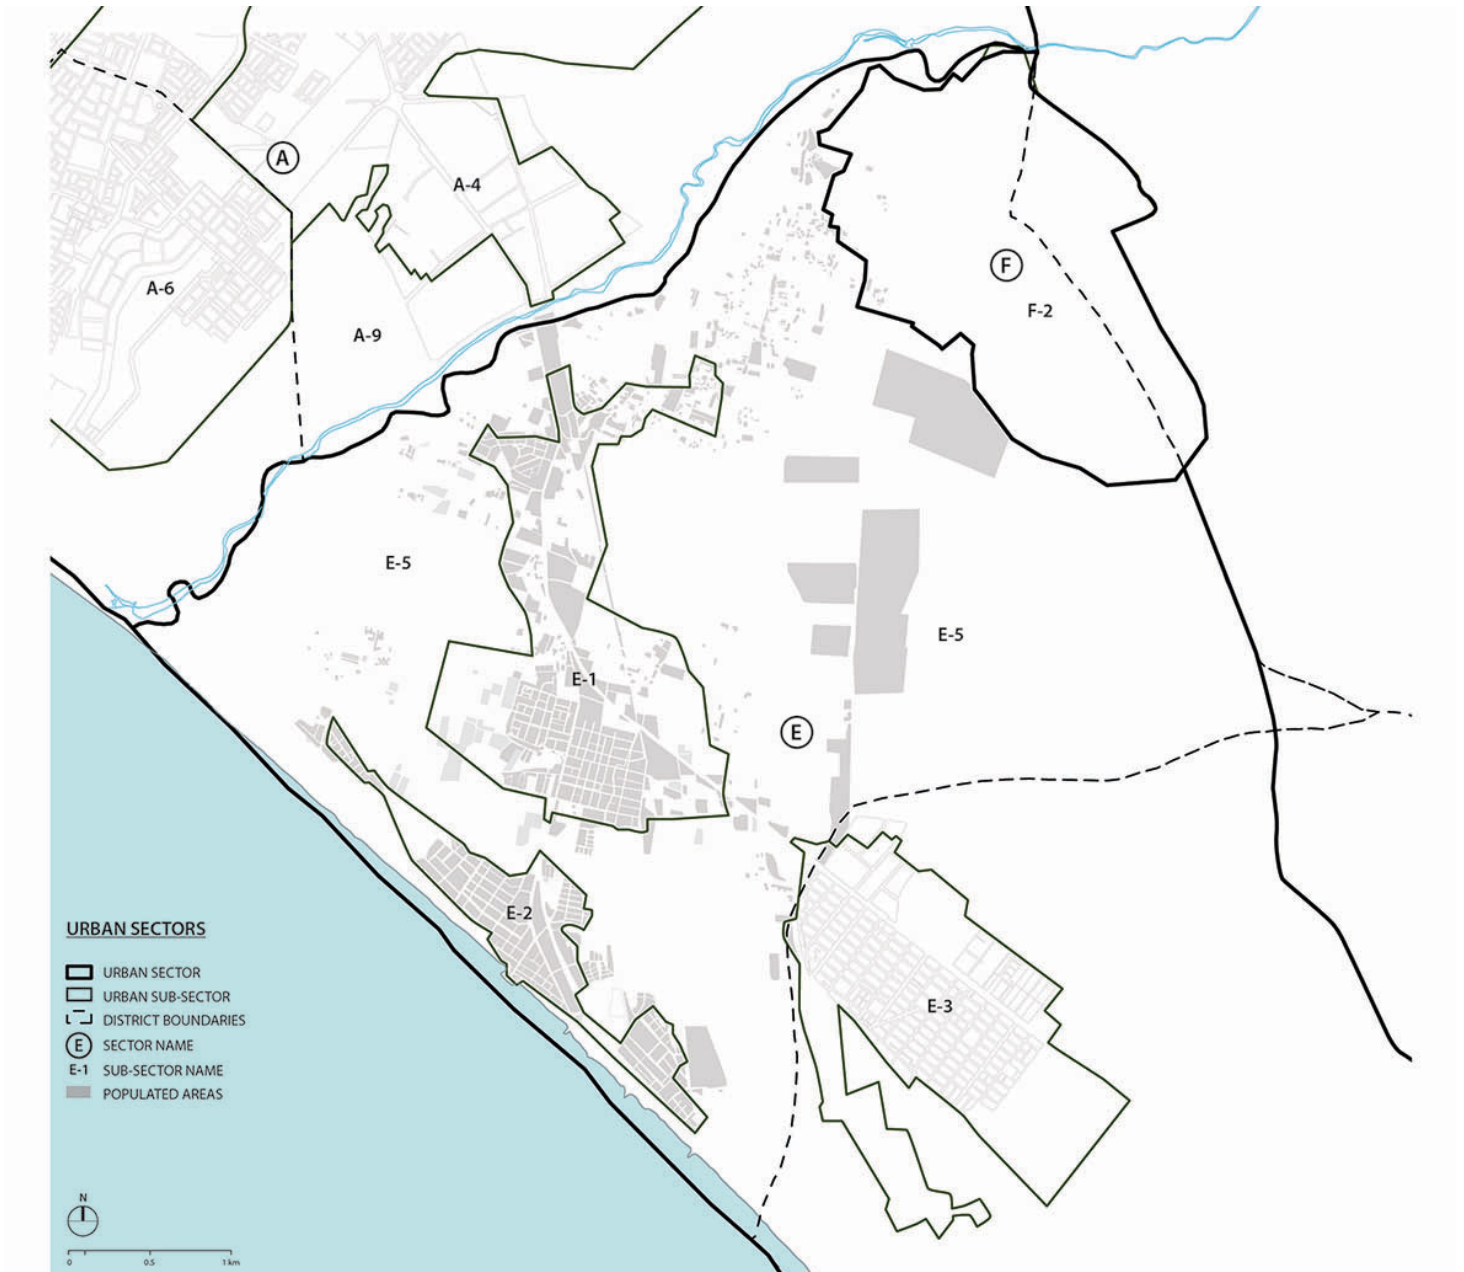 A
A-4
A-6
F
F-2
A-9
E-5
E-5
E-1
E
E-2
E-3
URBAN SECTORS
URBAN SECTOR
URBAN SUB-SECTOR
DISTRICT BOUNDARIES
E SECTOR NAME
E-1 SUB-SECTOR NAME
POPULATED AREAS
N
0 0.5 1 km